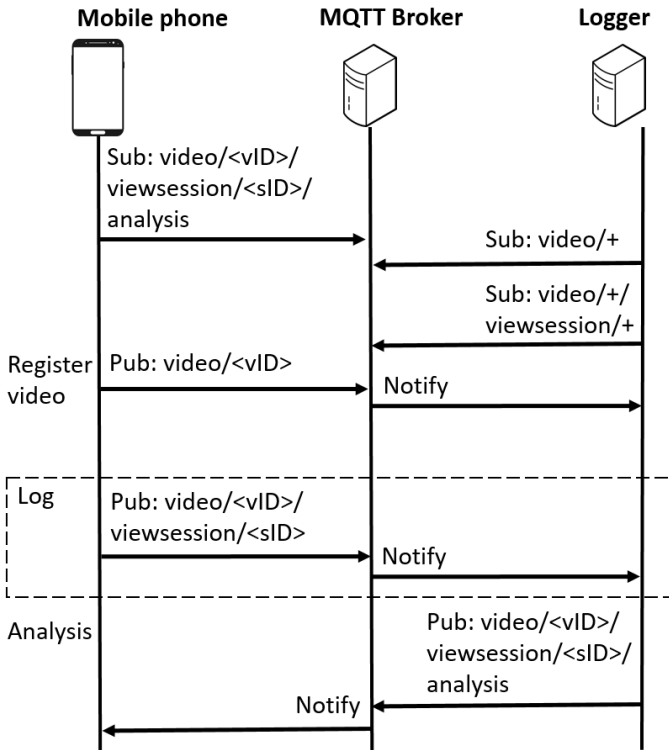 Mobile phone
MQTT Broker
Logger
Sub: video/<vID>/
viewsession/<sID>/
analysis
Sub: video/+
Sub: video/+/
viewsession/+
Register
video
Pub: video/<vID>
Notify
Log
Pub: video/<vID>/
viewsession/<sID>
Notify
Analysis
Pub: video/<vID>/
viewsession/<sID>/
analysis
Notify